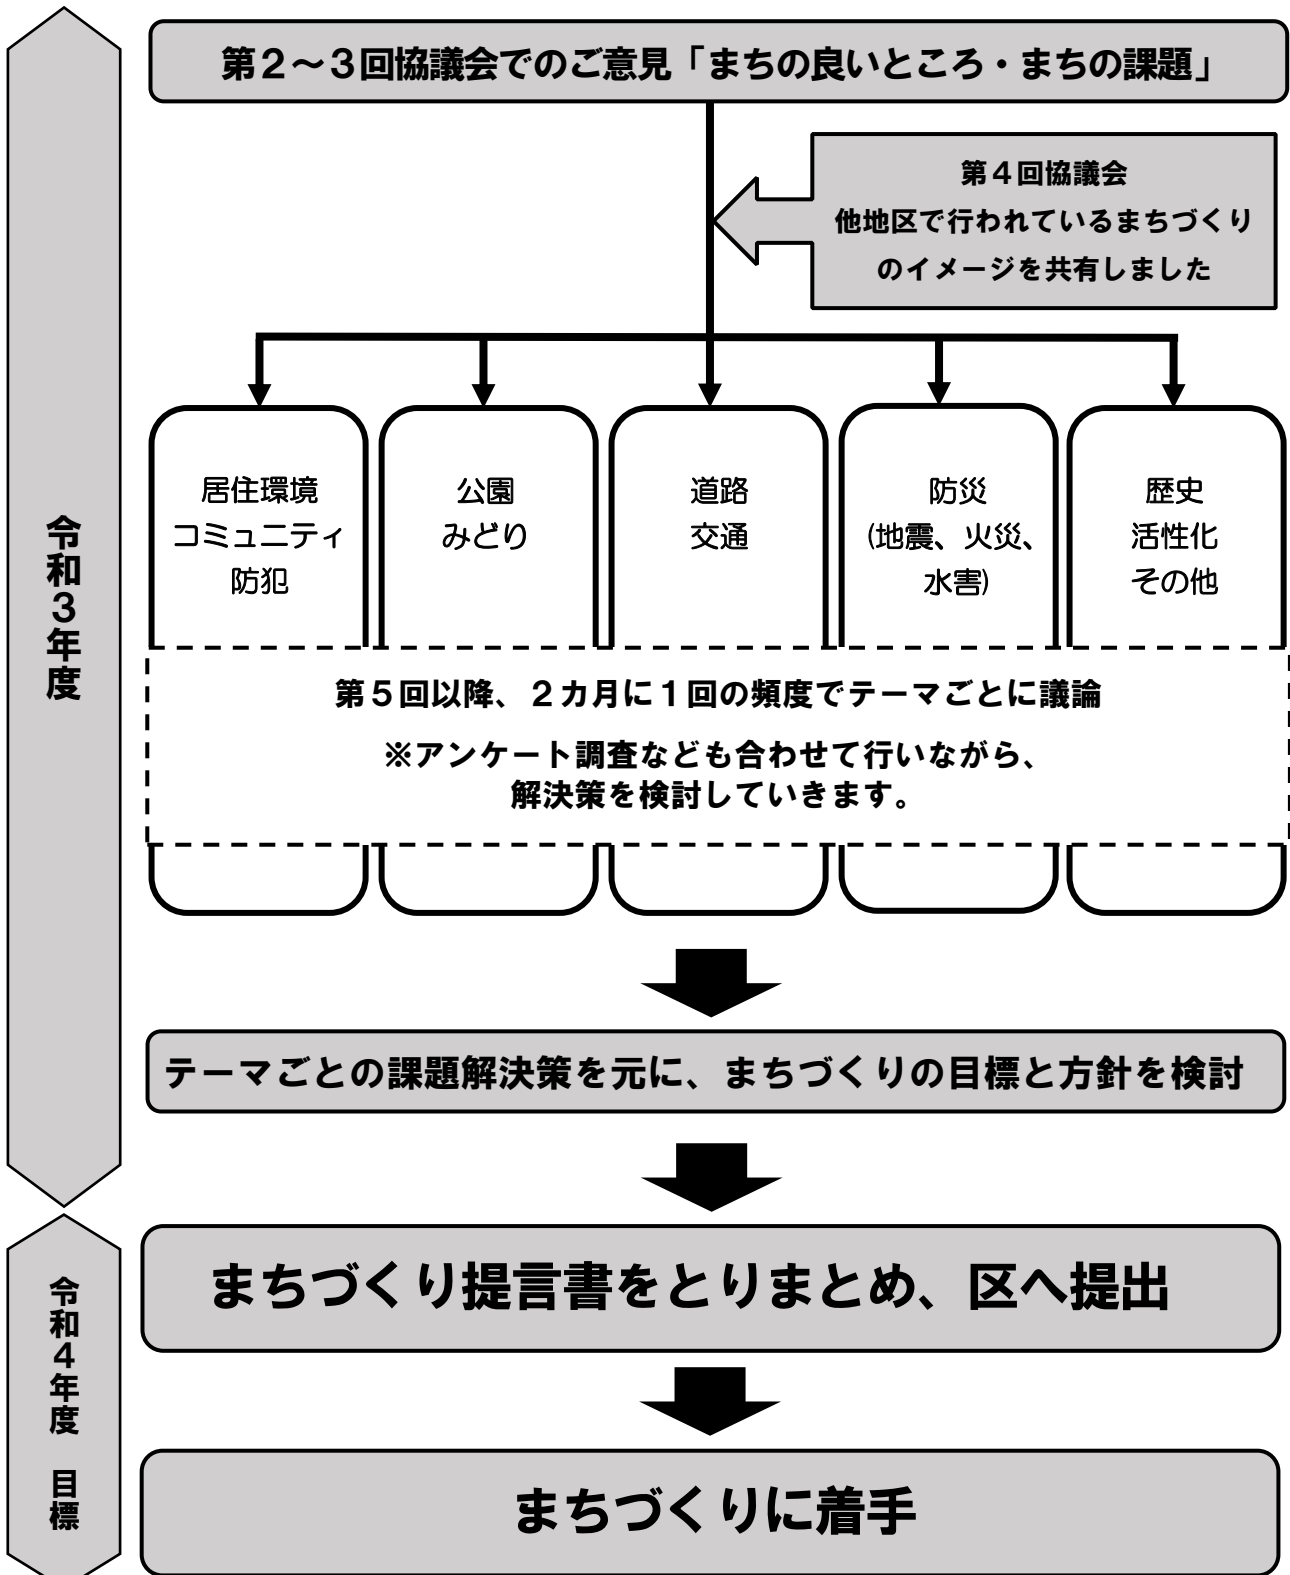 第２～３回協議会でのご意見「まちの良いところ・まちの課題」
第４回協議会
他地区で行われているまちづくり
のイメージを共有しました
居住環境
コミュニティ
防犯
公園
みどり
道路
交通
防災
(地震、火災、
水害)
歴史
活性化
その他
令和３年度
第５回以降、２カ月に１回の頻度でテーマごとに議論
※アンケート調査なども合わせて行いながら、
解決策を検討していきます。
テーマごとの課題解決策を元に、まちづくりの目標と方針を検討
令和４年度　目標
まちづくり提言書をとりまとめ、区へ提出
まちづくりに着手